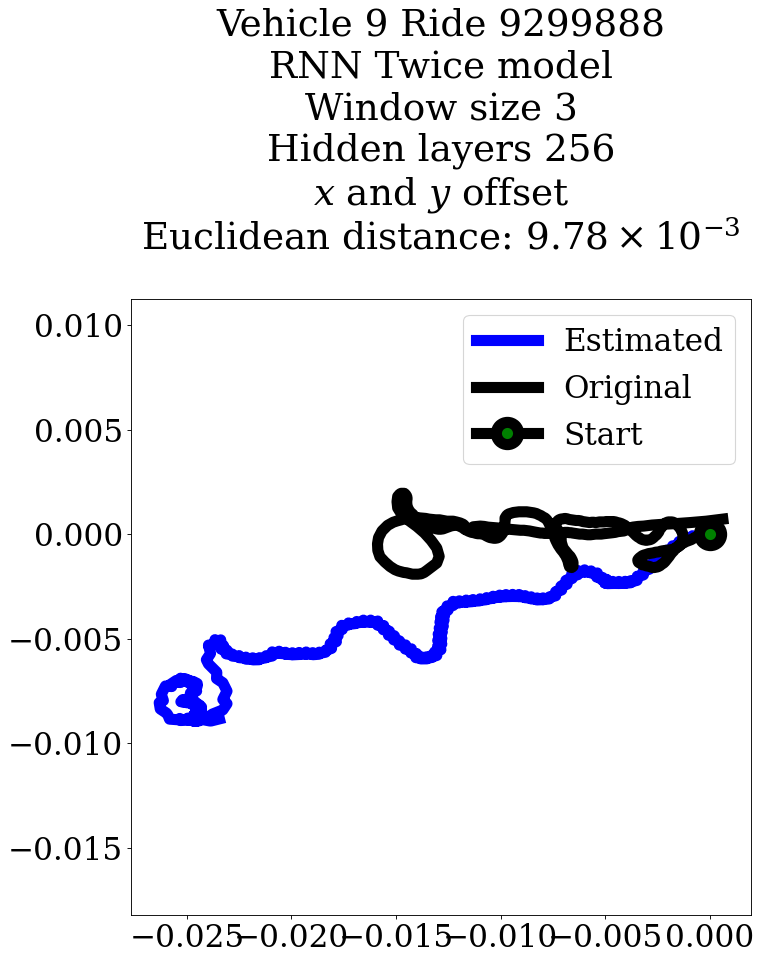 Vehicle 9 Ride 9299888
RNN Twice model
Window size 3
Hidden layers 256
x and y offset
Euclidean distance: 9.78 × 10⁻³
Estimated
Original
Start
0.010
0.005
0.000
−0.005
−0.010
−0.015
−0.025 −0.020 −0.015 −0.010 −0.005 0.000